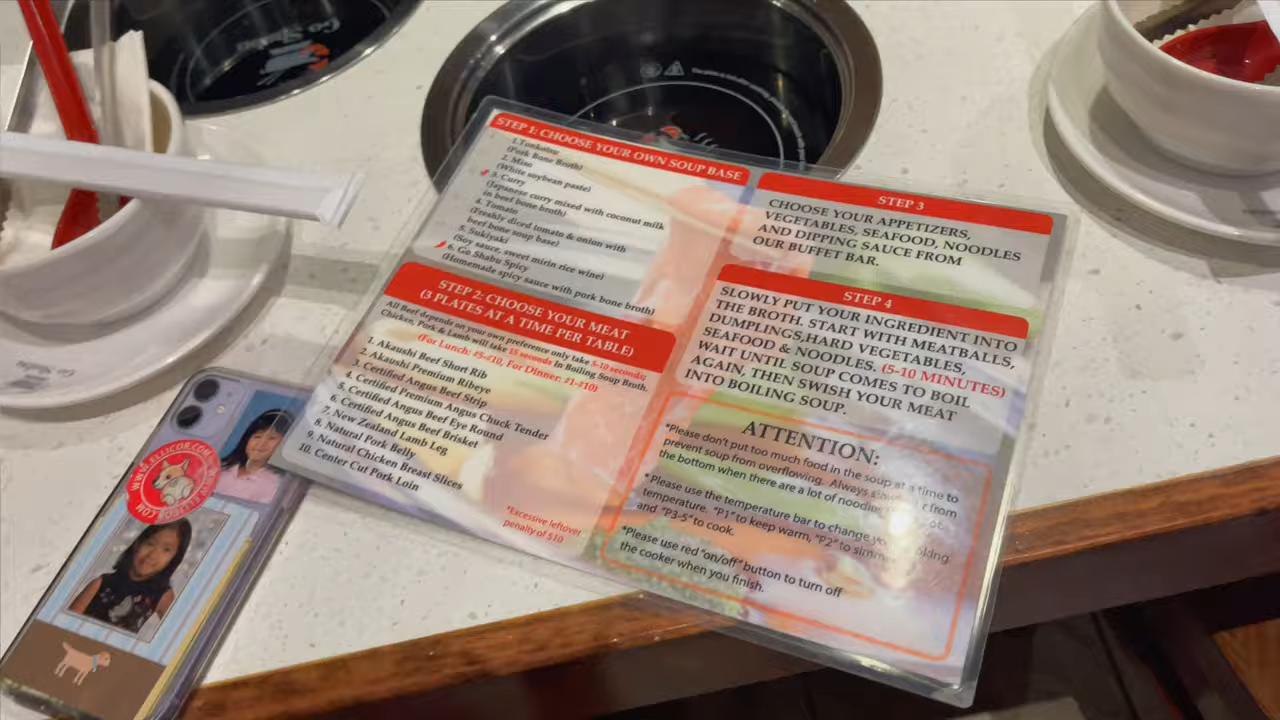 Go Shabu
STEP 1: CHOOSE YOUR OWN SOUP BASE
1. Tonkotsu
(Pork Bone Broth)
2. Miso
(White soybean paste)
3. Curry
(Japanese curry mixed with coconut milk
in beef bone broth)
4. Tomato
(Freshly diced tomato & onion with
beef bone soup base)
5. Sukiyaki
(Soy sauce, sweet mirin rice wine)
6. Go Shabu Spicy
(Homemade spicy sauce with pork bone broth)
STEP 2: CHOOSE YOUR MEAT
(3 PLATES AT A TIME PER TABLE)
All Beef depends on your own preference only take 5-10 seconds;
Chicken, Pork & Lamb will take 15 seconds In Boiling Soup Broth.
(For Lunch: #5-#10, For Dinner: #1-#10)
1. Akaushi Beef Short Rib
2. Akaushi Premium Ribeye
3. Certified Angus Beef Strip
4. Certified Premium Angus Chuck Tender
5. Certified Angus Beef Eye Round
6. Certified Angus Beef Brisket
7. New Zealand Lamb Leg
8. Natural Pork Belly
9. Natural Chicken Breast Slices
10. Center Cut Pork Loin
*Excessive leftover
penalty of $10
STEP 3
CHOOSE YOUR APPETIZERS,
VEGETABLES, SEAFOOD, NOODLES
AND DIPPING SAUCE FROM
OUR BUFFET BAR.
STEP 4
SLOWLY PUT YOUR INGREDIENT INTO
THE BROTH. START WITH MEATBALLS,
DUMPLINGS,HARD VEGETABLES,
SEAFOOD & NOODLES. (5-10 MINUTES)
WAIT UNTIL SOUP COMES TO BOIL
AGAIN, THEN SWISH YOUR MEAT
INTO BOILING SOUP.
ATTENTION:
*Please don't put too much food in the soup at a time to
prevent soup from overflowing. Always from
the bottom when there are a lot of
*Please use the temperature bar to change cooking
temperature. "P1" to keep warm, "P2" to simmer
and "P3-5" to cook.
*Please use red "on/off" button to turn off
the cooker when you finish.
WWW.ELLICOR.COM